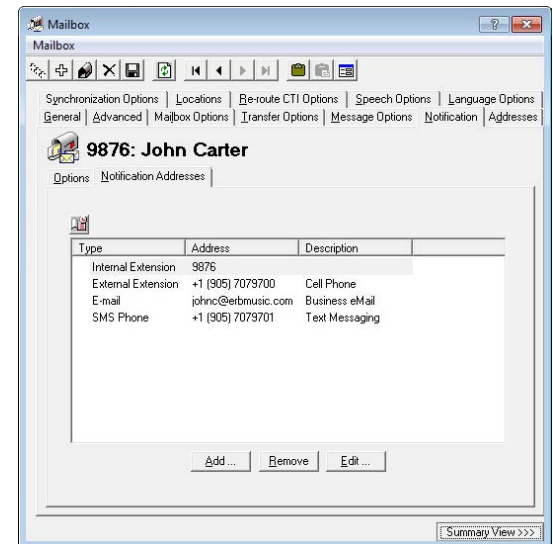 Mailbox
Mailbox
Synchronization Options Locations Re-route CTI Options Speech Options Language Options
General Advanced Mailbox Options Transfer Options Message Options Notification Addresses
9876: John Carter
Options Notification Addresses
Type Address Description
Internal Extension 9876
External Extension +1 (905) 7079700 Cell Phone
E-mail johnc@erbmusic.com Business eMail
SMS Phone +1 (905) 7079701 Text Messaging
Add ... Remove Edit ...
Summary View >>>